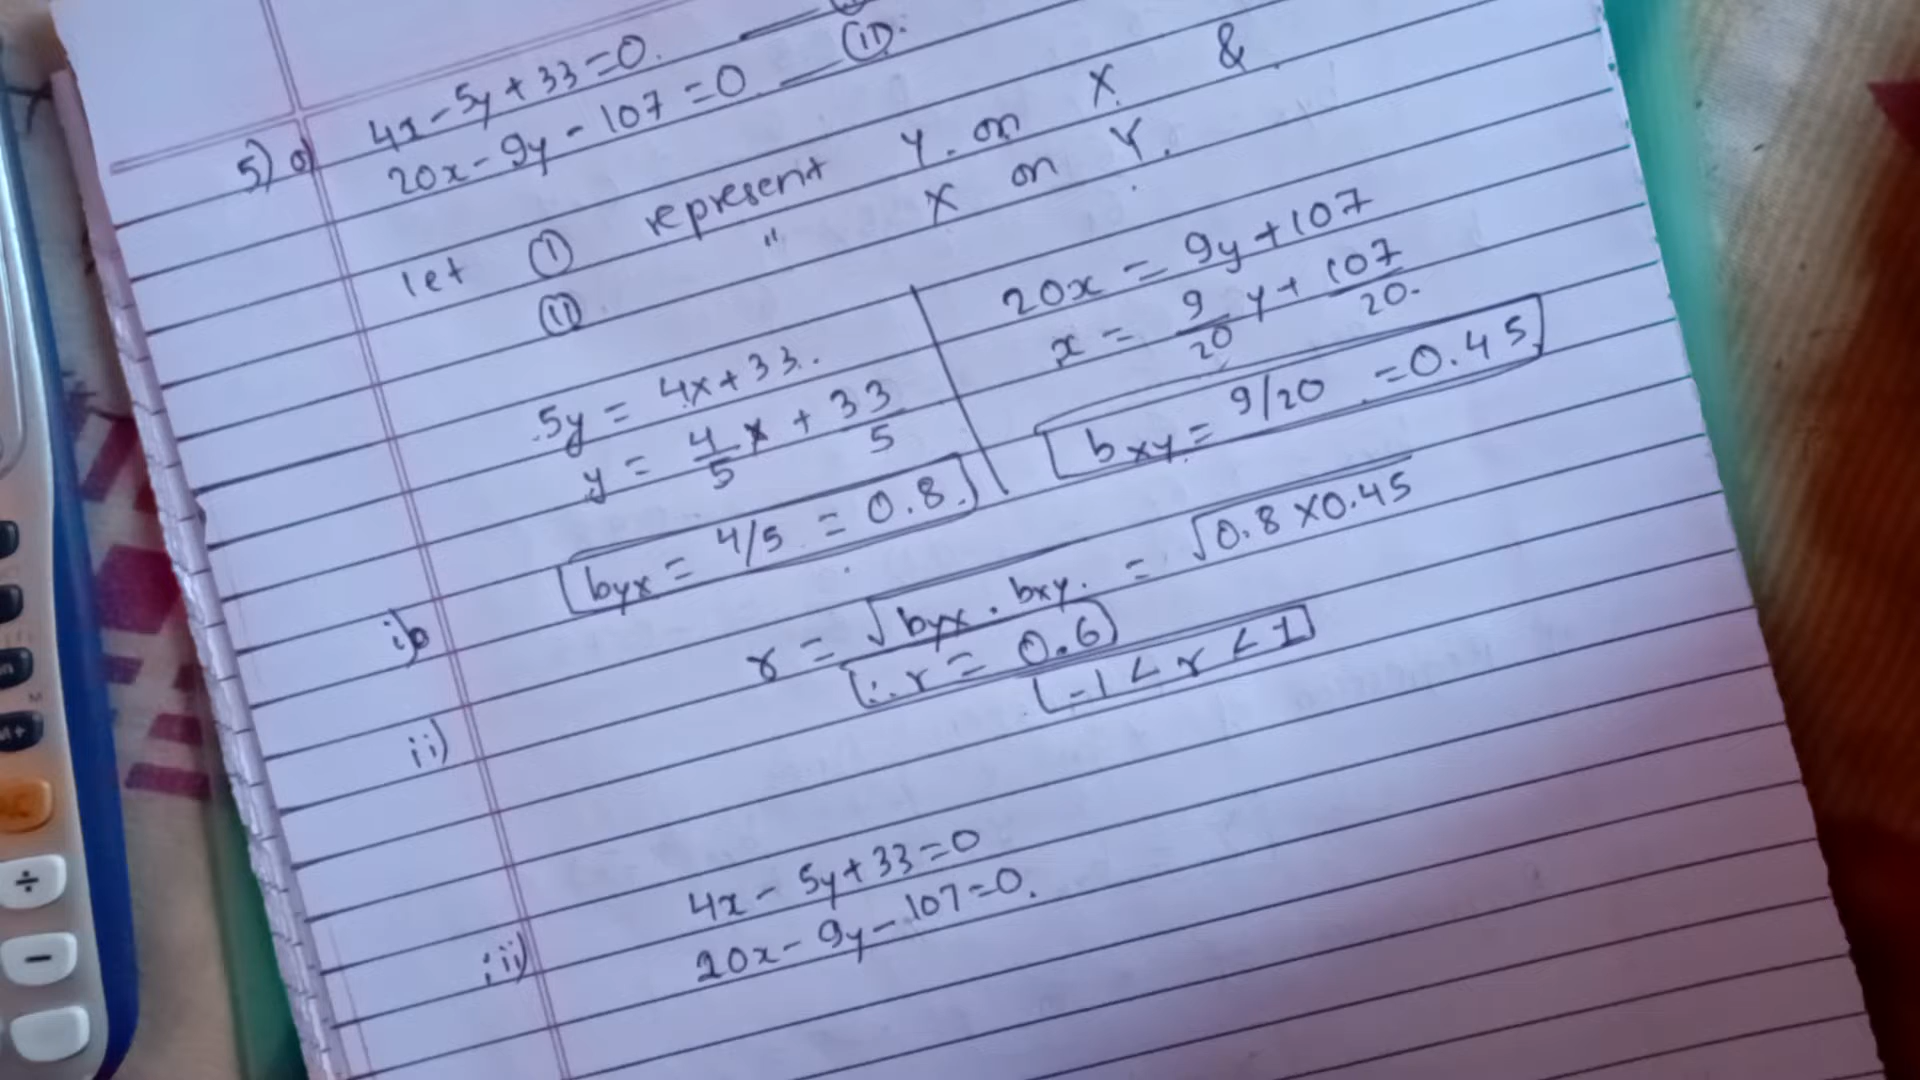 5) a) 4x - 5y + 33 = 0. —
20x - 9y - 107 = 0 — (ii).
let (I) represent Y. on X &
(II) " X on Y.
5y = 4x + 33.
y = 4/5 x + 33/5
byx = 4/5 = 0.8.
20x = 9y + 107
x = 9/20 y + 107/20.
bxy = 9/20 = 0.45
i)
ii) r = √byx . bxy. = √0.8 × 0.45
∴ r = 0.6
-1 < r < 1
iii) 4x - 5y + 33 = 0
20x - 9y - 107 = 0.
M
M+
÷
−